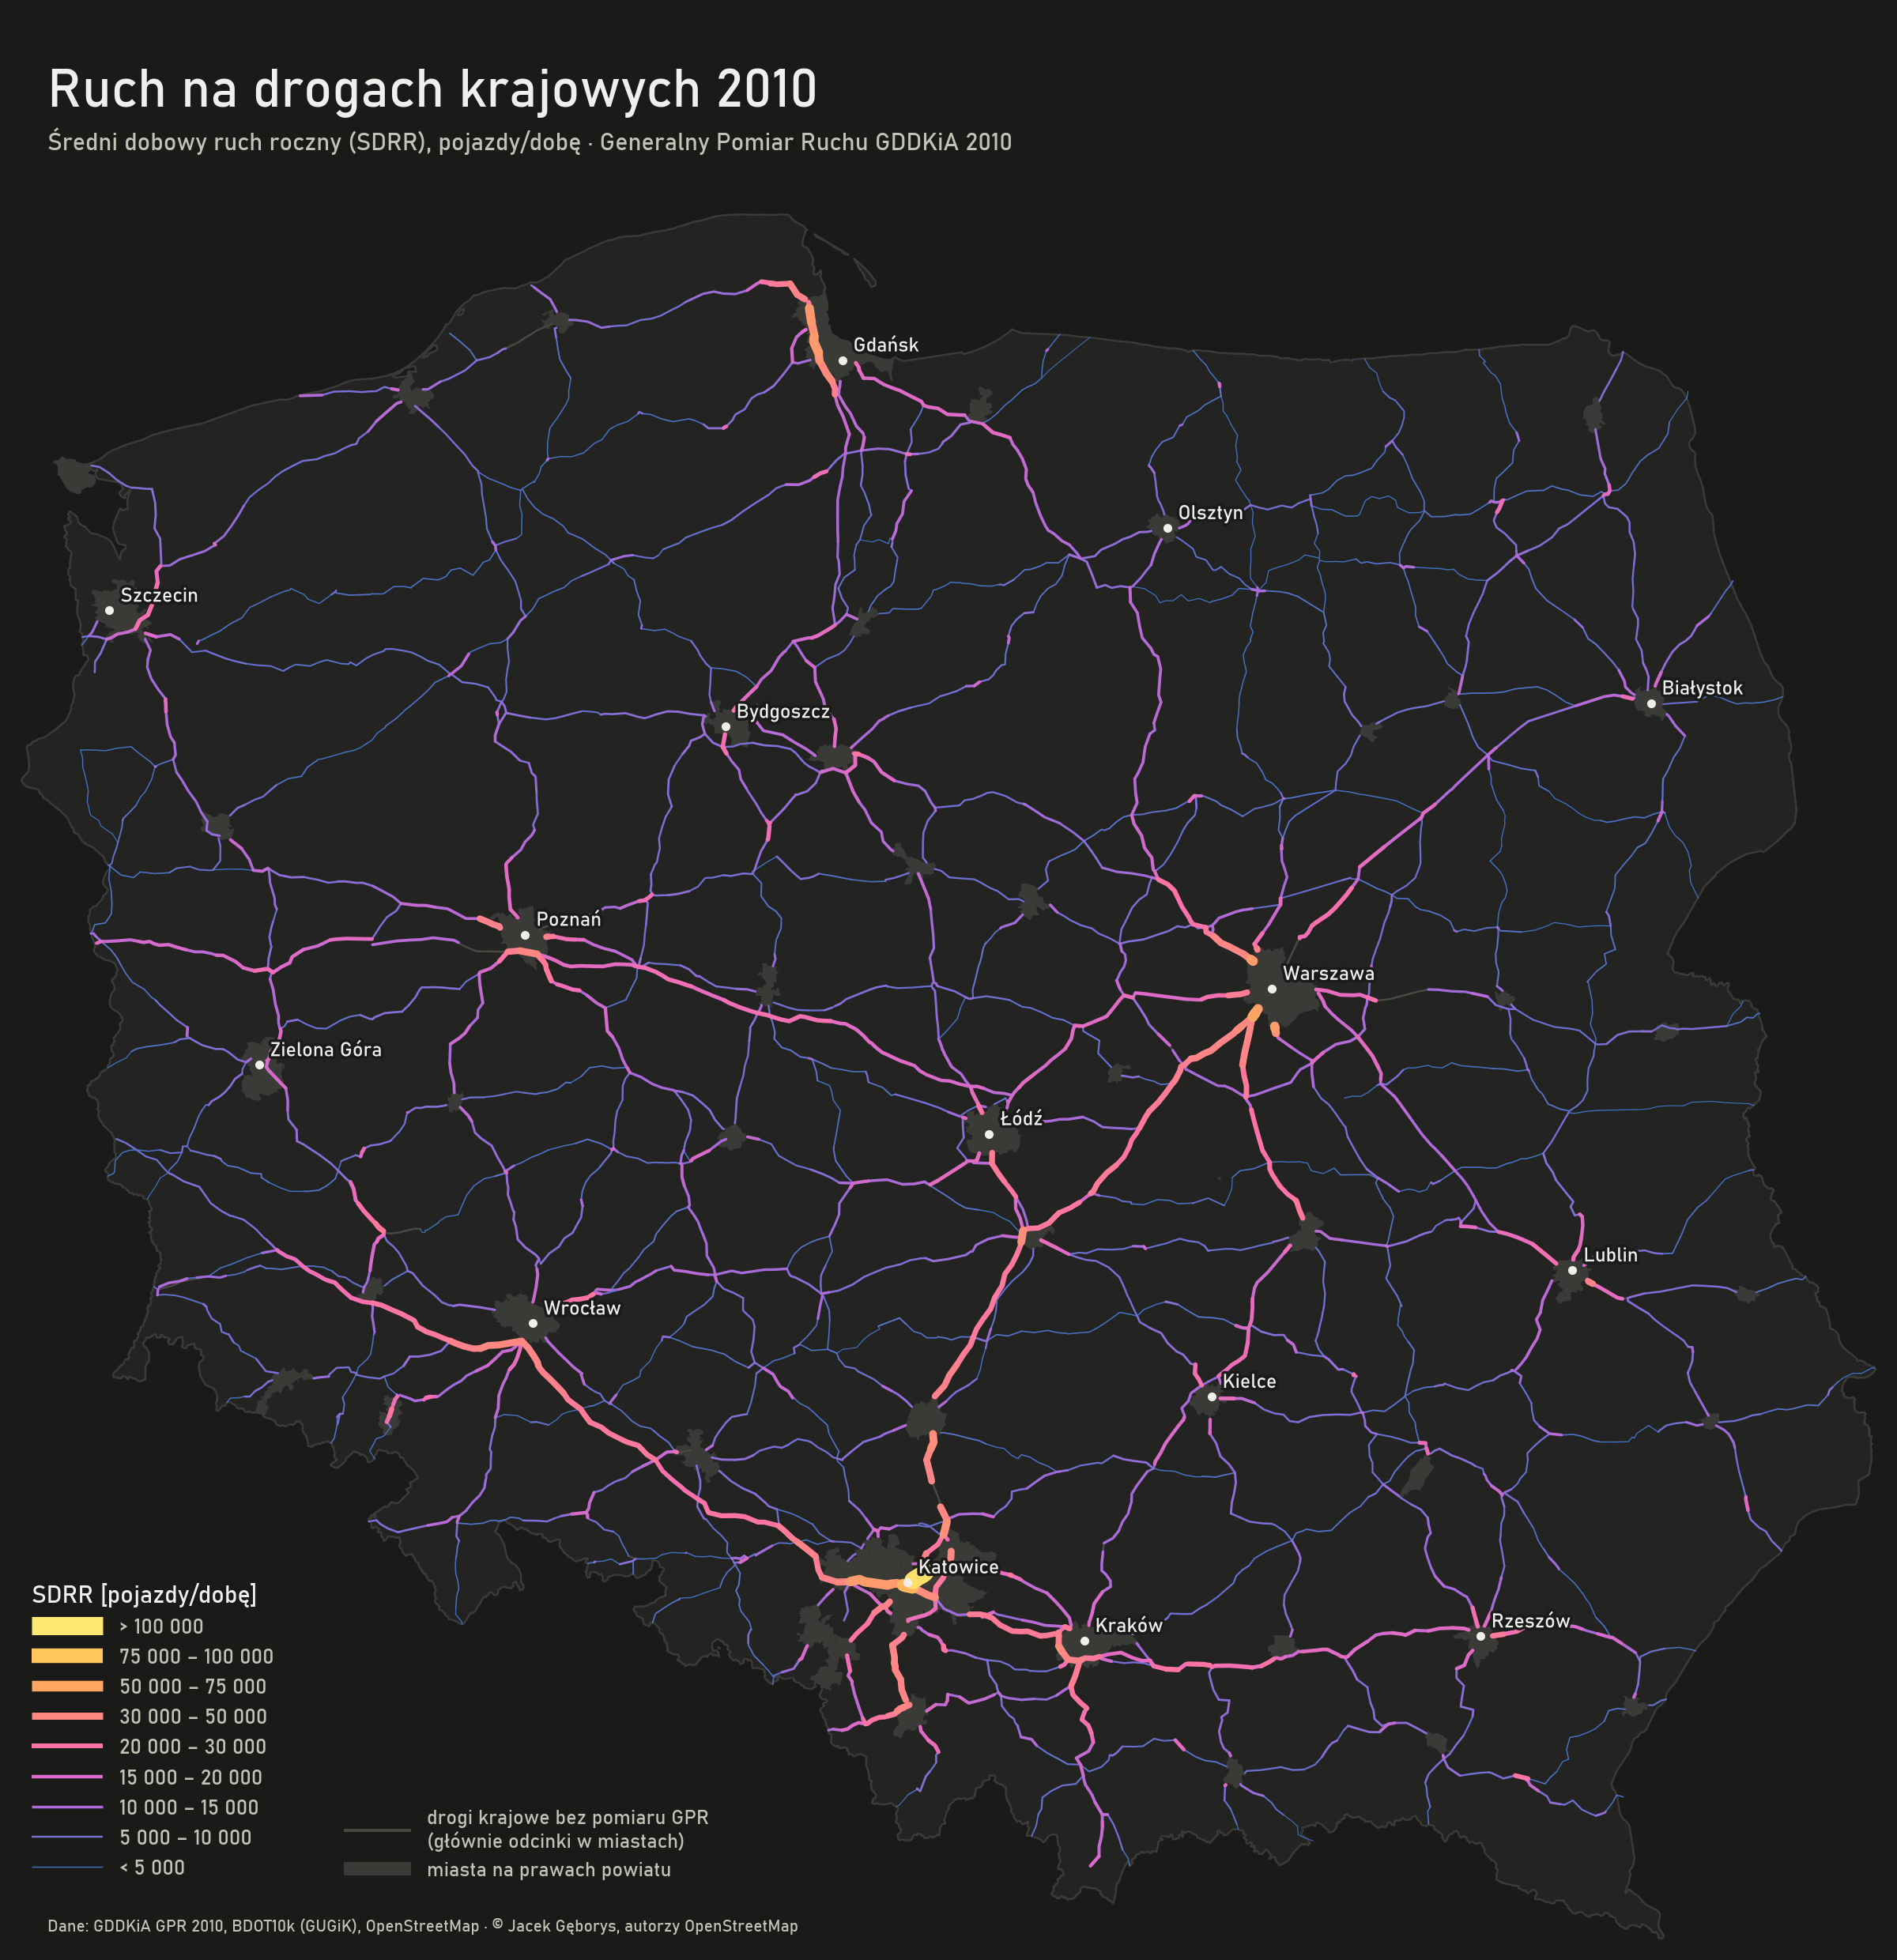 Ruch na drogach krajowych 2010
Średni dobowy ruch roczny (SDRR), pojazdy/dobę · Generalny Pomiar Ruchu GDDKiA 2010
Gdańsk
Olsztyn
Szczecin
Białystok
Bydgoszcz
Poznań
Warszawa
Zielona Góra
Łódź
Lublin
Wrocław
Kielce
Katowice
Kraków
Rzeszów
SDRR [pojazdy/dobę]
> 100 000
75 000 – 100 000
50 000 – 75 000
30 000 – 50 000
20 000 – 30 000
15 000 – 20 000
10 000 – 15 000
5 000 – 10 000
< 5 000
drogi krajowe bez pomiaru GPR
(głównie odcinki w miastach)
miasta na prawach powiatu
Dane: GDDKiA GPR 2010, BDOT10k (GUGiK), OpenStreetMap · © Jacek Gęborys, autorzy OpenStreetMap